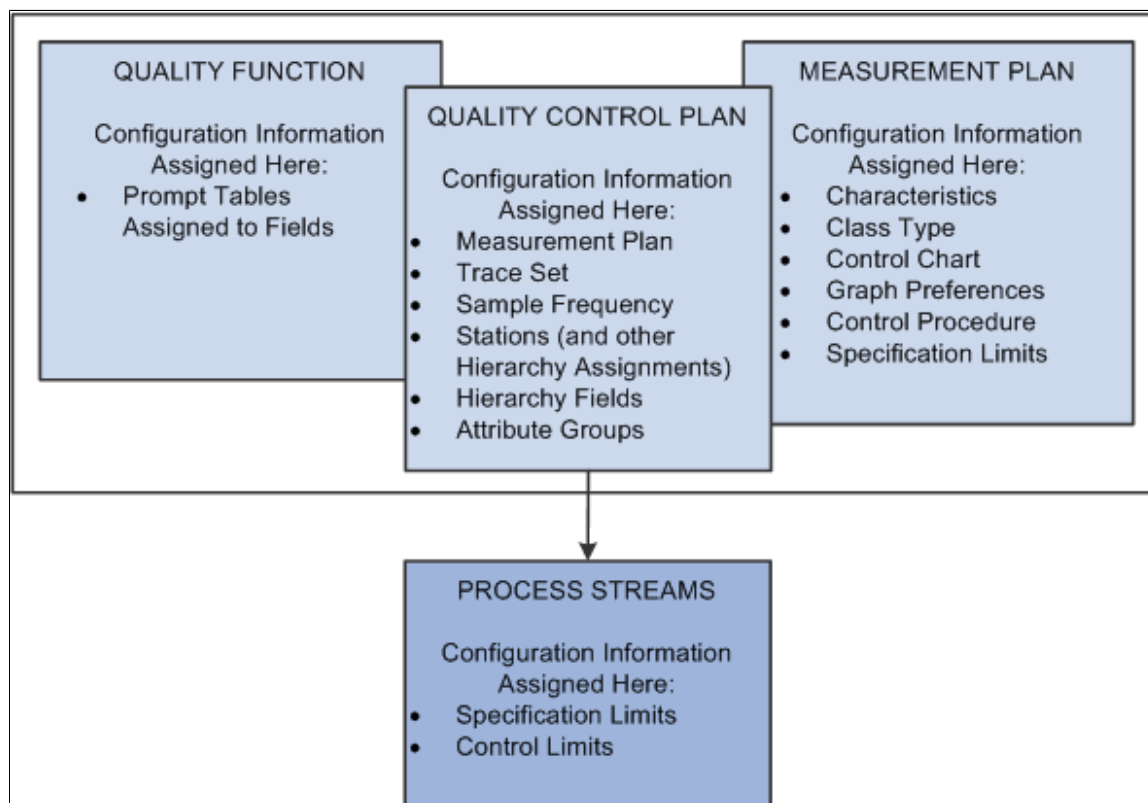 QUALITY FUNCTION
Configuration Information
Assigned Here:
• Prompt Tables
Assigned to Fields
QUALITY CONTROL PLAN
Configuration Information
Assigned Here:
• Measurement Plan
• Trace Set
• Sample Frequency
• Stations (and other
Hierarchy Assignments)
• Hierarchy Fields
• Attribute Groups
MEASUREMENT PLAN
Configuration Information
Assigned Here:
• Characteristics
• Class Type
• Control Chart
• Graph Preferences
• Control Procedure
• Specification Limits
PROCESS STREAMS
Configuration Information
Assigned Here:
• Specification Limits
• Control Limits